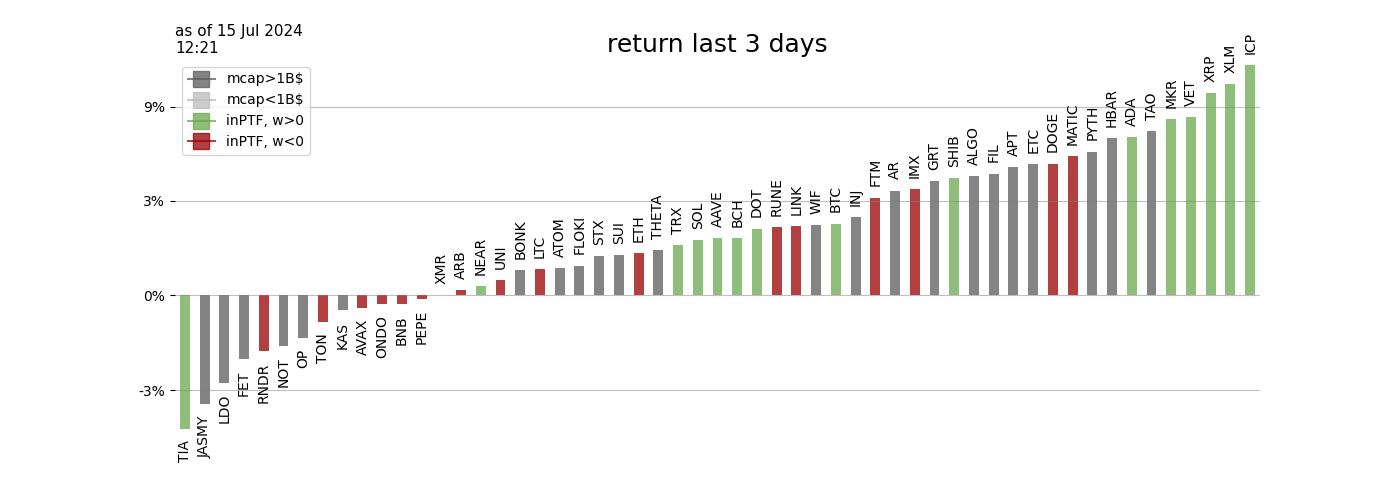 as of 15 Jul 2024
12:21
return last 3 days
mcap>1B$
mcap<1B$
inPTF, w>0
inPTF, w<0
9%
3%
0%
-3%
TIA
JASMY
LDO
FET
RNDR
NOT
OP
TON
KAS
AVAX
ONDO
BNB
PEPE
XMR
ARB
NEAR
UNI
BONK
LTC
ATOM
FLOKI
STX
SUI
ETH
THETA
TRX
SOL
AAVE
BCH
DOT
RUNE
LINK
WIF
BTC
INJ
FTM
AR
IMX
GRT
SHIB
ALGO
FIL
APT
ETC
DOGE
MATIC
PYTH
HBAR
ADA
TAO
MKR
VET
XRP
XLM
ICP